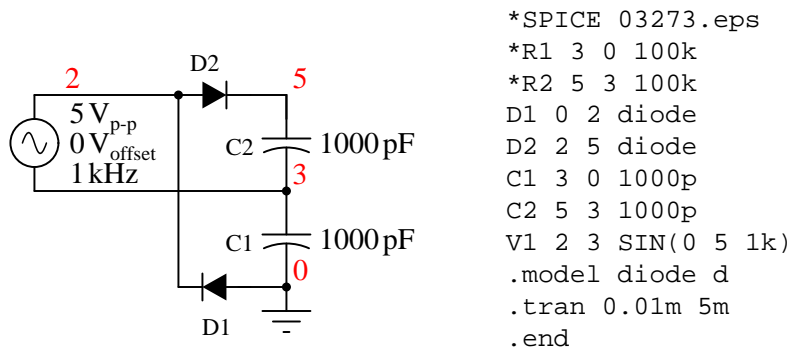 D2
2
5
5 Vp-p
0 Voffset
1 kHz
C2
1000 pF
3
C1
1000 pF
0
D1
*SPICE 03273.eps
*R1 3 0 100k
*R2 5 3 100k
D1 0 2 diode
D2 2 5 diode
C1 3 0 1000p
C2 5 3 1000p
V1 2 3 SIN(0 5 1k)
.model diode d
.tran 0.01m 5m
.end